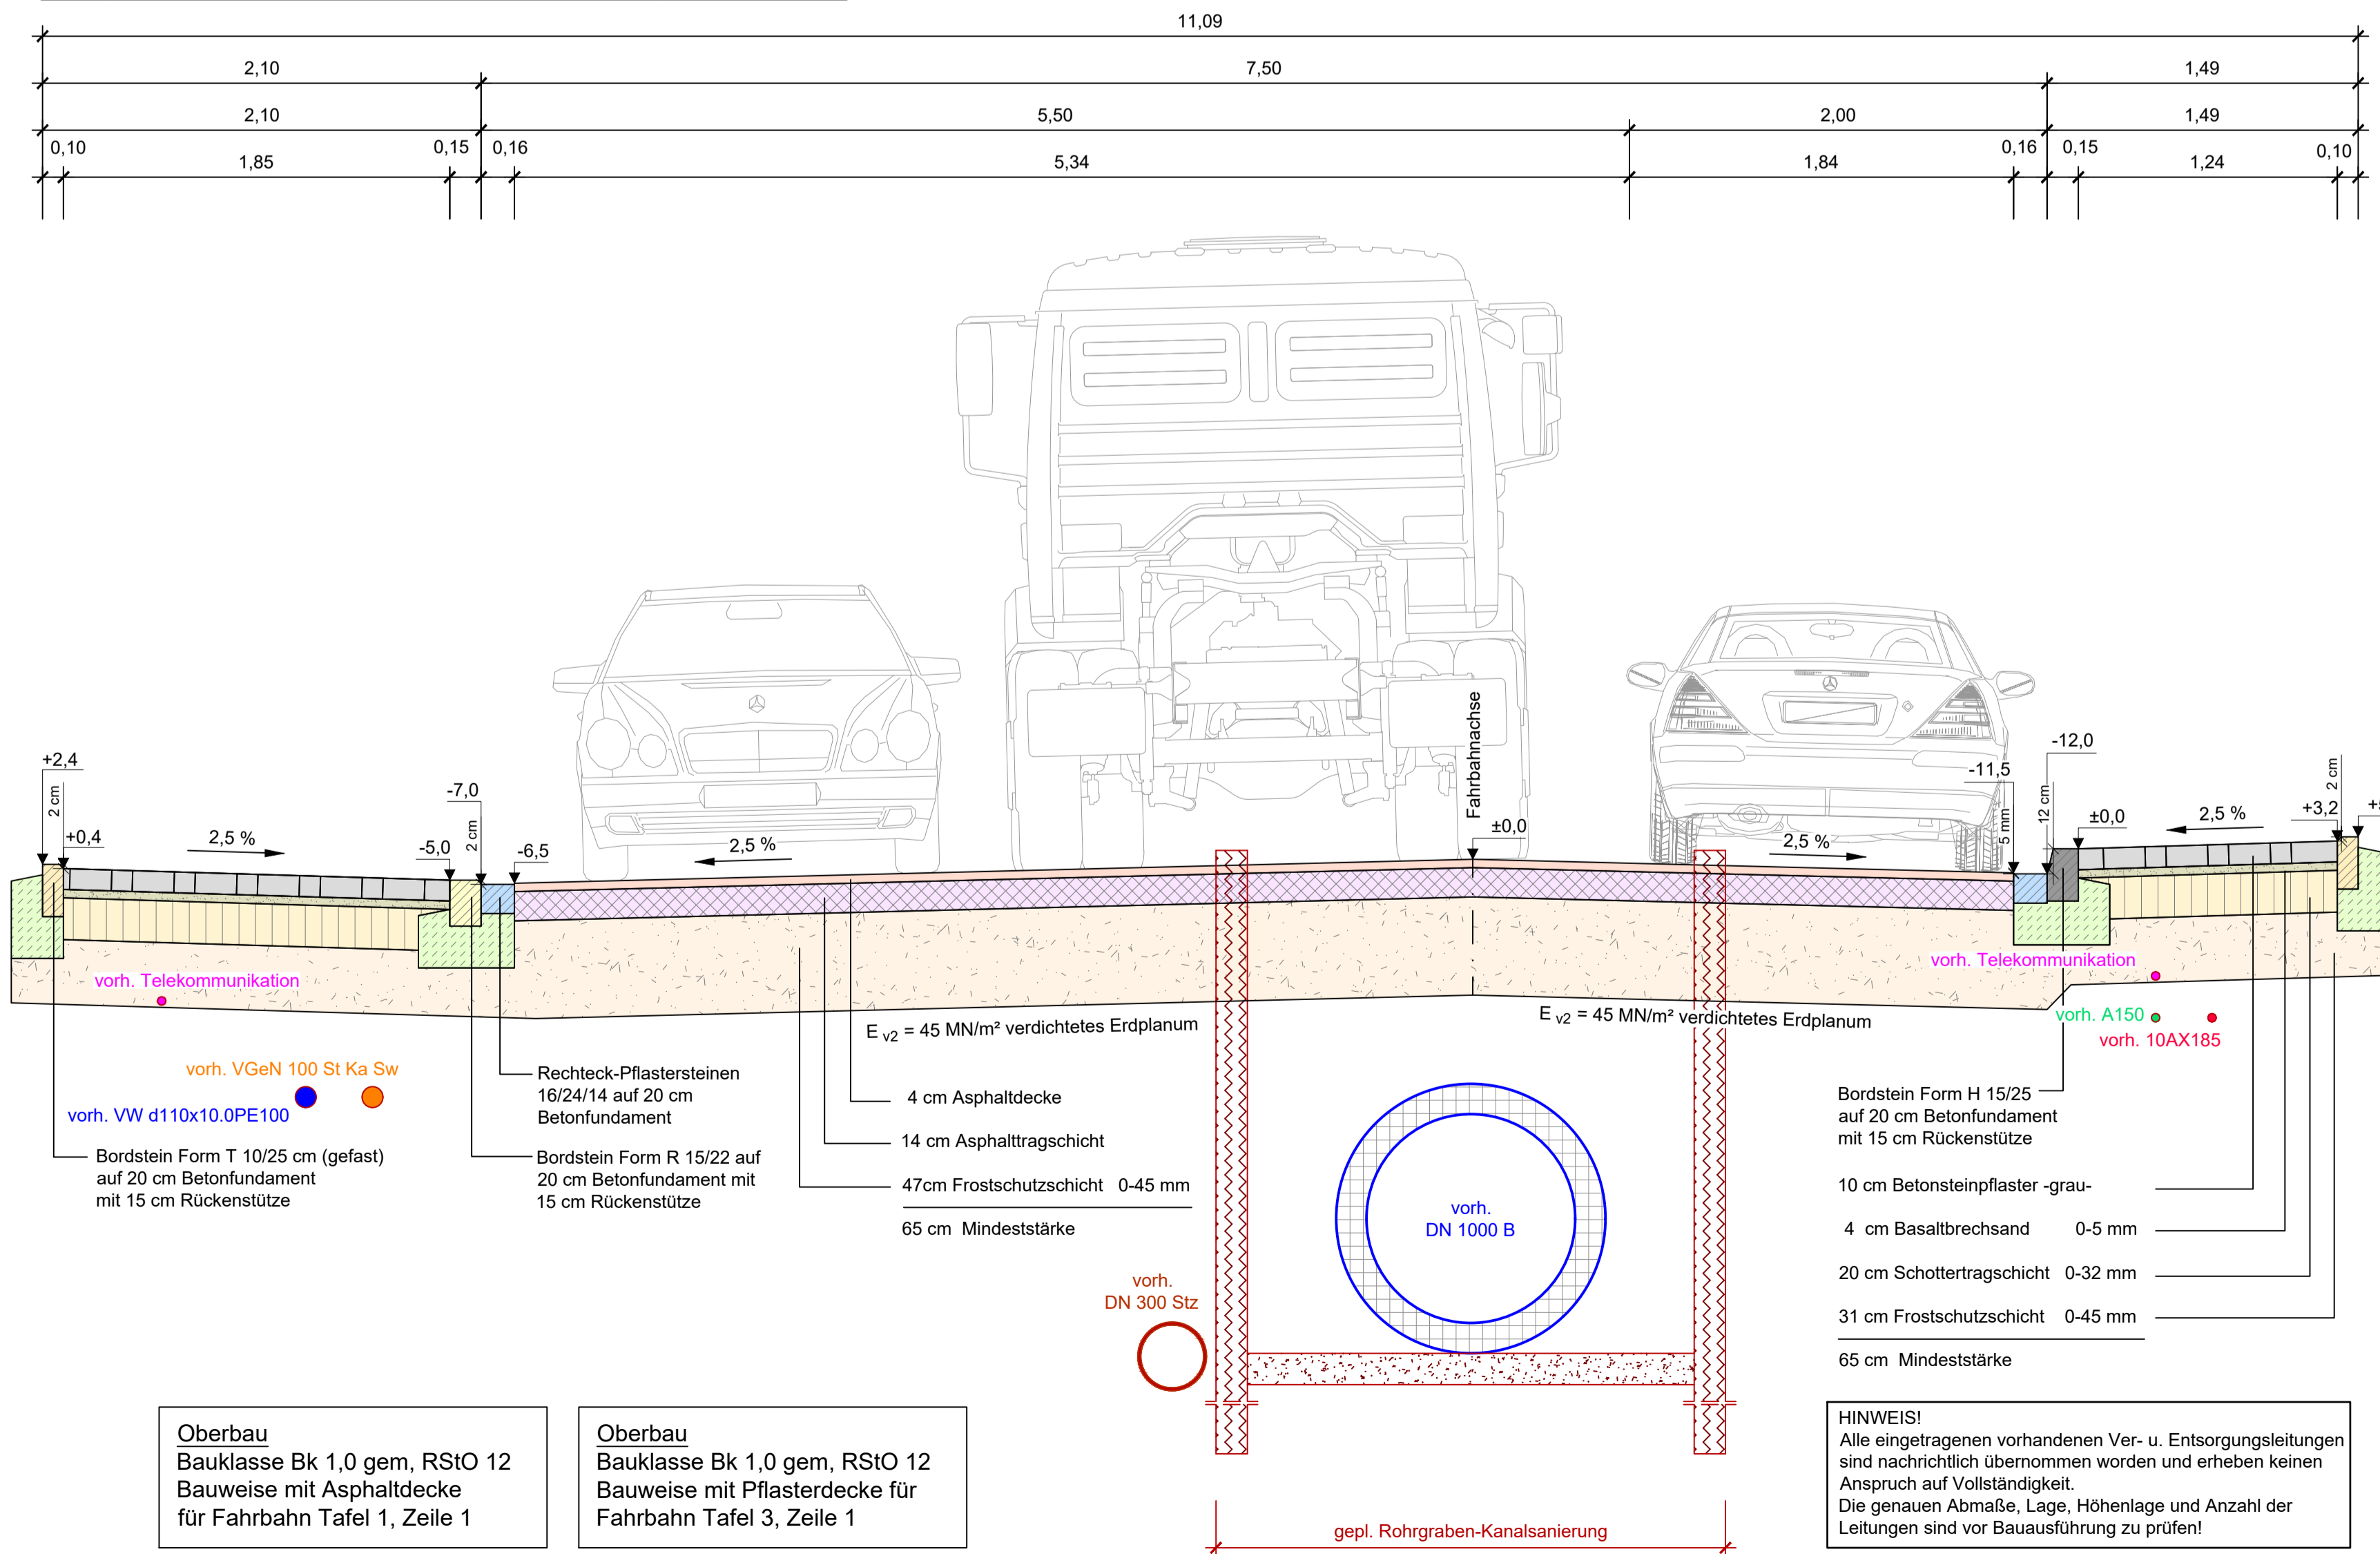 11,09
2,10 7,50 1,49
2,10 5,50 2,00 1,49
0,10 1,85 0,15 0,16 5,34 1,84 0,16 0,15 1,24 0,10
Fahrbahnachse
+2,4
2 cm
+0,4
2,5 %
-7,0
-5,0
2 cm
-6,5
2,5 %
±0,0
2,5 %
-11,5
5 mm
-12,0
12 cm
±0,0
2,5 %
+3,2
2 cm
vorh. Telekommunikation
vorh. VGeN 100 St Ka Sw
vorh. VW d110x10.0PE100
Bordstein Form T 10/25 cm (gefast)
auf 20 cm Betonfundament
mit 15 cm Rückenstütze
Rechteck-Pflastersteinen
16/24/14 auf 20 cm
Betonfundament
Bordstein Form R 15/22 auf
20 cm Betonfundament mit
15 cm Rückenstütze
E v2 = 45 MN/m² verdichtetes Erdplanum
4 cm Asphaltdecke
14 cm Asphalttragschicht
47cm Frostschutzschicht 0-45 mm
65 cm Mindeststärke
E v2 = 45 MN/m² verdichtetes Erdplanum
vorh.
DN 1000 B
vorh.
DN 300 Stz
vorh. Telekommunikation
vorh. A150
vorh. 10AX185
Bordstein Form H 15/25
auf 20 cm Betonfundament
mit 15 cm Rückenstütze
10 cm Betonsteinpflaster -grau-
4 cm Basaltbrechsand 0-5 mm
20 cm Schottertragschicht 0-32 mm
31 cm Frostschutzschicht 0-45 mm
65 cm Mindeststärke
Oberbau
Bauklasse Bk 1,0 gem, RStO 12
Bauweise mit Asphaltdecke
für Fahrbahn Tafel 1, Zeile 1
Oberbau
Bauklasse Bk 1,0 gem, RStO 12
Bauweise mit Pflasterdecke für
Fahrbahn Tafel 3, Zeile 1
gepl. Rohrgraben-Kanalsanierung
HINWEIS!
Alle eingetragenen vorhandenen Ver- u. Entsorgungsleitungen
sind nachrichtlich übernommen worden und erheben keinen
Anspruch auf Vollständigkeit.
Die genauen Abmaße, Lage, Höhenlage und Anzahl der
Leitungen sind vor Bauausführung zu prüfen!